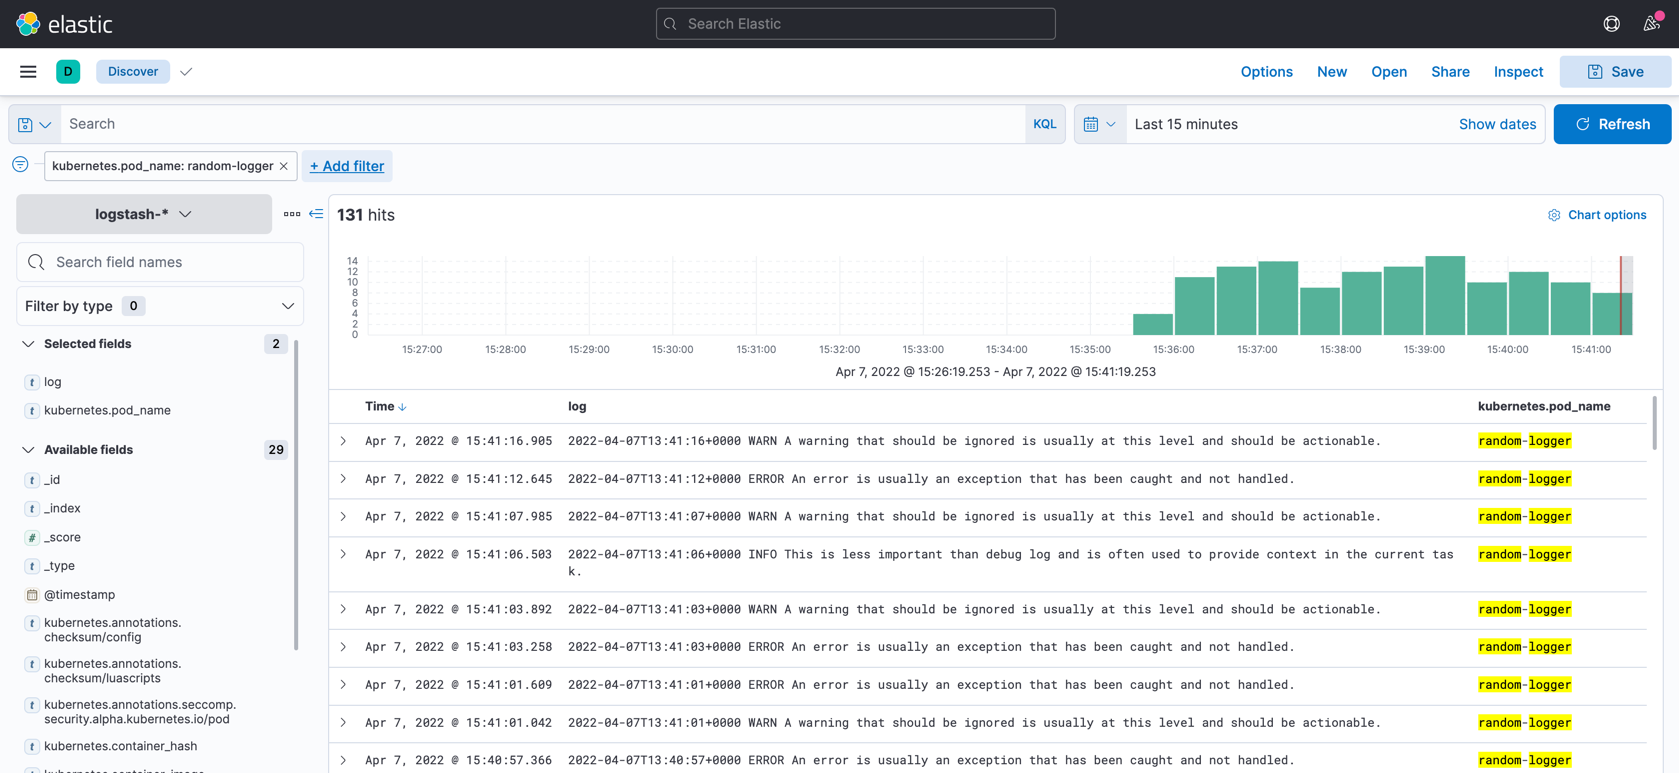 elastic
Search Elastic
D
Discover
Options New Open Share Inspect Save
Search
KQL
Last 15 minutes
Show dates
Refresh
kubernetes.pod_name: random-logger ×
+ Add filter
logstash-*
Search field names
Filter by type 0
Selected fields 2
t log
t kubernetes.pod_name
Available fields 29
t _id
t _index
# _score
t _type
@timestamp
t kubernetes.annotations.
checksum/config
t kubernetes.annotations.
checksum/luascripts
t kubernetes.annotations.seccomp.
security.alpha.kubernetes.io/pod
t kubernetes.container_hash
kubernetes.container_image
131 hits
Chart options
14
12
10
8
6
4
2
0
15:27:00 15:28:00 15:29:00 15:30:00 15:31:00 15:32:00 15:33:00 15:34:00 15:35:00 15:36:00 15:37:00 15:38:00 15:39:00 15:40:00 15:41:00
Apr 7, 2022 @ 15:26:19.253 - Apr 7, 2022 @ 15:41:19.253
Time log kubernetes.pod_name
Apr 7, 2022 @ 15:41:16.905 2022-04-07T13:41:16+0000 WARN A warning that should be ignored is usually at this level and should be actionable. random-logger
Apr 7, 2022 @ 15:41:12.645 2022-04-07T13:41:12+0000 ERROR An error is usually an exception that has been caught and not handled. random-logger
Apr 7, 2022 @ 15:41:07.985 2022-04-07T13:41:07+0000 WARN A warning that should be ignored is usually at this level and should be actionable. random-logger
Apr 7, 2022 @ 15:41:06.503 2022-04-07T13:41:06+0000 INFO This is less important than debug log and is often used to provide context in the current tas random-logger
k.
Apr 7, 2022 @ 15:41:03.892 2022-04-07T13:41:03+0000 WARN A warning that should be ignored is usually at this level and should be actionable. random-logger
Apr 7, 2022 @ 15:41:03.258 2022-04-07T13:41:03+0000 ERROR An error is usually an exception that has been caught and not handled. random-logger
Apr 7, 2022 @ 15:41:01.609 2022-04-07T13:41:01+0000 ERROR An error is usually an exception that has been caught and not handled. random-logger
Apr 7, 2022 @ 15:41:01.042 2022-04-07T13:41:01+0000 WARN A warning that should be ignored is usually at this level and should be actionable. random-logger
Apr 7, 2022 @ 15:40:57.366 2022-04-07T13:40:57+0000 ERROR An error is usually an exception that has been caught and not handled. random-logger